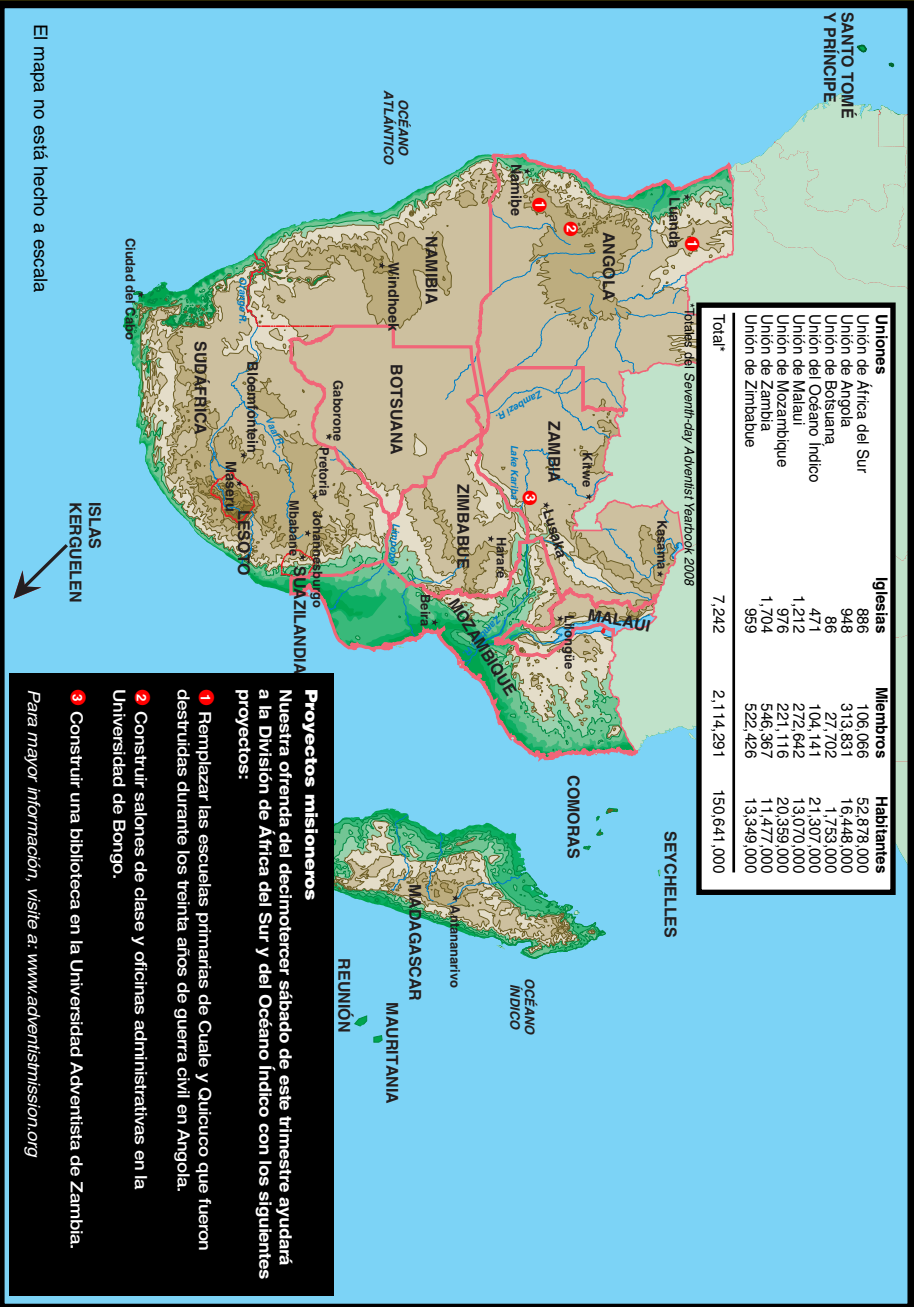 SANTO TOMÉ
Y PRÍNCIPE
Uniones Iglesias Miembros Habitantes
Unión de África del Sur 886 106,066 52,878,000
Unión de Angola 948 313,831 16,448,000
Unión de Botsuana 86 27,702 1,753,000
Unión del Océano Índico 471 104,141 21,307,000
Unión de Malaui 1,212 272,642 13,070,000
Unión de Mozambique 976 221,116 20,359,000
Unión de Zambia 1,704 546,367 11,477,000
Unión de Zimbabue 959 522,426 13,349,000
Total* 7,242 2,114,291 150,641,000
*Totales del Seventh-day Adventist Yearbook 2008
Luanda
1
ANGOLA
2
1
Namibe
Kasama
Kitwe
ZAMBIA
Lusaka
3
Zambezi R.
Lake Kariba
MALAUI
Lilongüe
MOZAMBIQUE
Harare
ZIMBABUE
Beira
OCÉANO
ATLÁNTICO
NAMIBIA
Windhoek
BOTSUANA
Gaborone
Pretoria
Johannesburgo
Mbabane
SUAZILANDIA
Orange R.
Vaal R.
Bloemfontein
Maseru
LESOTO
SUDÁFRICA
Ciudad del Cabo
SEYCHELLES
COMORAS
Antananarivo
MADAGASCAR
OCÉANO
ÍNDICO
MAURITANIA
REUNIÓN
ISLAS
KERGUELEN
El mapa no está hecho a escala
Proyectos misioneros
Nuestra ofrenda del decimotercer sábado de este trimestre ayudará
a la División de África del Sur y del Océano Índico con los siguientes
proyectos:
1 Remplazar las escuelas primarias de Cuale y Quicuco que fueron
destruidas durante los treinta años de guerra civil en Angola.
2 Construir salones de clase y oficinas administrativas en la
Universidad de Bongo.
3 Construir una biblioteca en la Universidad Adventista de Zambia.
Para mayor información, visite a: www.adventistmission.org